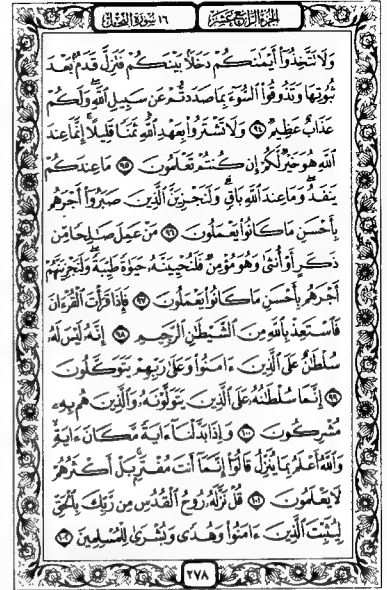 الجزء الرابع عشر ١٦ سورة النحل
وَلَا تَتَّخِذُوٓا۟ أَيْمَٰنَكُمْ دَخَلًۢا بَيْنَكُمْ فَتَزِلَّ قَدَمٌۢ بَعْدَ
ثُبُوتِهَا وَتَذُوقُوا۟ ٱلسُّوٓءَ بِمَا صَدَدتُّمْ عَن سَبِيلِ ٱللَّهِ وَلَكُمْ
عَذَابٌ عَظِيمٌ ٩٤ وَلَا تَشْتَرُوا۟ بِعَهْدِ ٱللَّهِ ثَمَنًا قَلِيلًا إِنَّمَا عِندَ
ٱللَّهِ هُوَ خَيْرٌ لَّكُمْ إِن كُنتُمْ تَعْلَمُونَ ٩٥ مَا عِندَكُمْ
يَنفَدُ وَمَا عِندَ ٱللَّهِ بَاقٍ وَلَنَجْزِيَنَّ ٱلَّذِينَ صَبَرُوٓا۟ أَجْرَهُم
بِأَحْسَنِ مَا كَانُوا۟ يَعْمَلُونَ ٩٦ مَنْ عَمِلَ صَٰلِحًا مِّن
ذَكَرٍ أَوْ أُنثَىٰ وَهُوَ مُؤْمِنٌ فَلَنُحْيِيَنَّهُۥ حَيَوٰةً طَيِّبَةً وَلَنَجْزِيَنَّهُمْ
أَجْرَهُم بِأَحْسَنِ مَا كَانُوا۟ يَعْمَلُونَ ٩٧ فَإِذَا قَرَأْتَ ٱلْقُرْءَانَ
فَٱسْتَعِذْ بِٱللَّهِ مِنَ ٱلشَّيْطَٰنِ ٱلرَّجِيمِ ٩٨ إِنَّهُۥ لَيْسَ لَهُۥ
سُلْطَٰنٌ عَلَى ٱلَّذِينَ ءَامَنُوا۟ وَعَلَىٰ رَبِّهِمْ يَتَوَكَّلُونَ
٩٩ إِنَّمَا سُلْطَٰنُهُۥ عَلَى ٱلَّذِينَ يَتَوَلَّوْنَهُۥ وَٱلَّذِينَ هُم بِهِۦ
مُشْرِكُونَ ١٠٠ وَإِذَا بَدَّلْنَآ ءَايَةً مَّكَانَ ءَايَةٍ
وَٱللَّهُ أَعْلَمُ بِمَا يُنَزِّلُ قَالُوٓا۟ إِنَّمَآ أَنتَ مُفْتَرٍۭ بَلْ أَكْثَرُهُمْ
لَا يَعْلَمُونَ ١٠١ قُلْ نَزَّلَهُۥ رُوحُ ٱلْقُدُسِ مِن رَّبِّكَ بِٱلْحَقِّ
لِيُثَبِّتَ ٱلَّذِينَ ءَامَنُوا۟ وَهُدًى وَبُشْرَىٰ لِلْمُسْلِمِينَ ١٠٢
٢٧٨